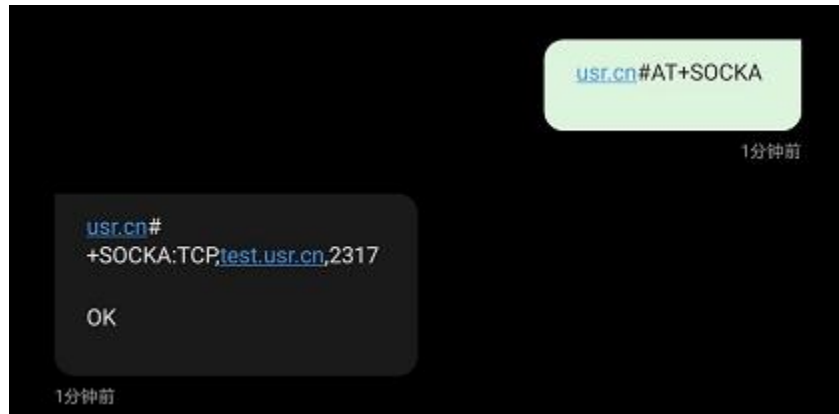 usr.cn#AT+SOCKA
1分钟前
usr.cn#
+SOCKA:TCP,test.usr.cn,2317
OK
1分钟前